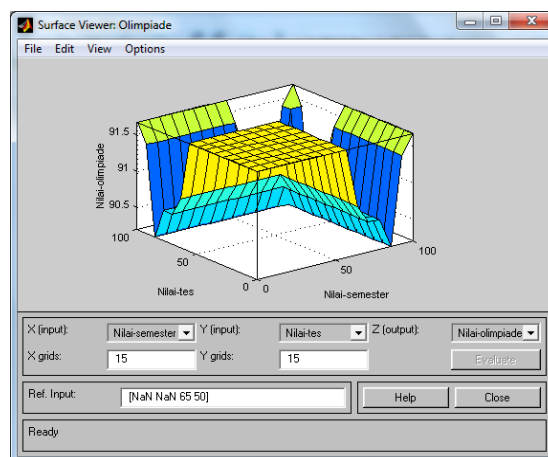 Surface Viewer: Olimpiade
File Edit View Options
91.5
91
90.5
Nilai-olimpiade
100
50
0
Nilai-tes
0
50
100
Nilai-semester
X (input): Nilai-semester Y (input): Nilai-tes Z (output): Nilai-olimpiade
X grids: 15 Y grids: 15 Evaluate
Ref. Input: [NaN NaN 65 50] Help Close
Ready